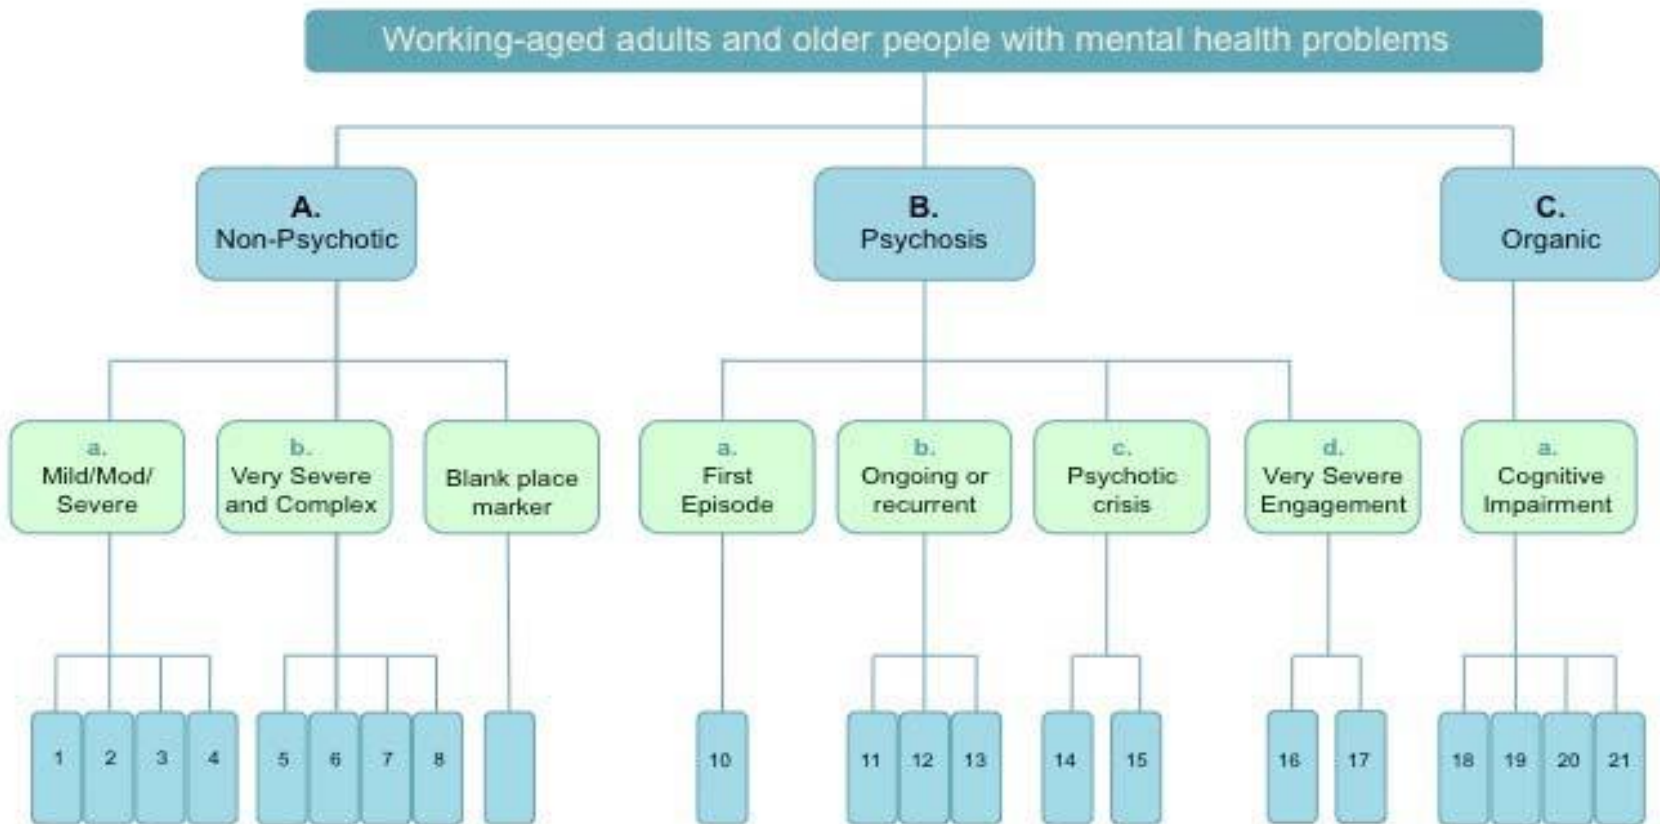 Working-aged adults and older people with mental health problems
A.
Non-Psychotic
B.
Psychosis
C.
Organic
a.
Mild/Mod/
Severe
b.
Very Severe
and Complex
Blank place
marker
a.
First
Episode
b.
Ongoing or
recurrent
c.
Psychotic
crisis
d.
Very Severe
Engagement
a.
Cognitive
Impairment
1
2
3
4
5
6
7
8
10
11
12
13
14
15
16
17
18
19
20
21